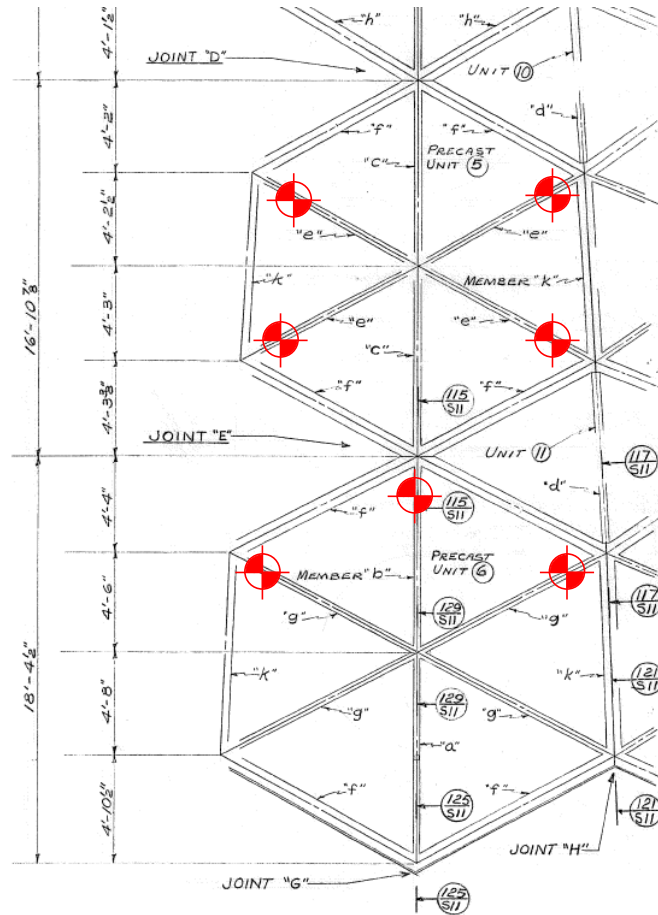 4'-1½"
"h"
"h"
JOINT "D"
UNIT 10
4'-2"
"d"
"f"
"f"
PRECAST
UNIT 5
"c"
4'-2½"
"e"
"e"
"k"
MEMBER "k"
16'-10⅞"
4'-3"
"e"
"e"
"c"
4'-3⅜"
"f"
"f"
115
S11
JOINT "E"
UNIT 11
117
S11
4'-4"
"d"
115
S11
"f"
PRECAST
UNIT 6
MEMBER "b"
4'-6"
117
S11
129
S11
"g"
"g"
18'-4½"
"k"
"k"
121
S11
4'-8"
129
S11
"g"
"g"
"a"
"f"
"f"
125
S11
121
S11
4'-10½"
JOINT "H"
JOINT "G"
125
S11